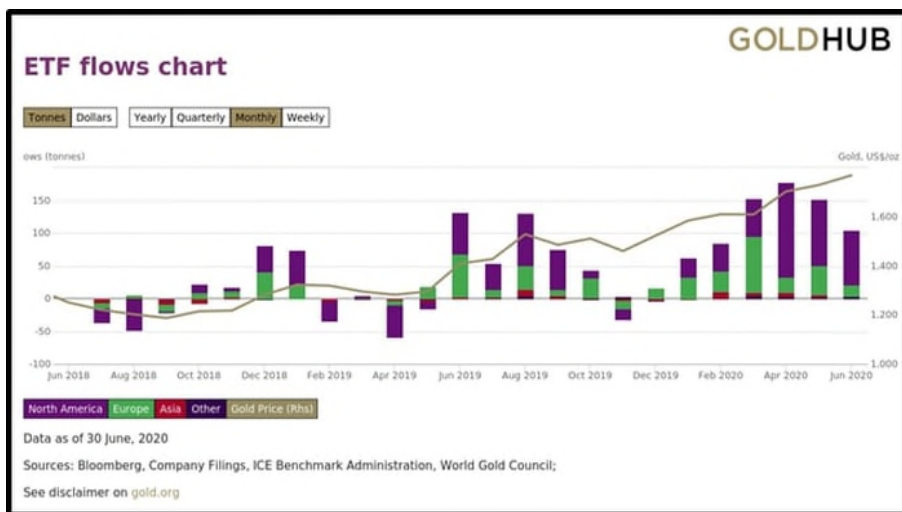 GOLDHUB
ETF flows chart
Tonnes Dollars Yearly Quarterly Monthly Weekly
ows (tonnes) Gold, US$/oz
150
100
50
0
-50
-100
1,600
1,400
1,200
1,000
Jun 2018 Aug 2018 Oct 2018 Dec 2018 Feb 2019 Apr 2019 Jun 2019 Aug 2019 Oct 2019 Dec 2019 Feb 2020 Apr 2020 Jun 2020
North America Europe Asia Other Gold Price (Rhs)
Data as of 30 June, 2020
Sources: Bloomberg, Company Filings, ICE Benchmark Administration, World Gold Council;
See disclaimer on gold.org